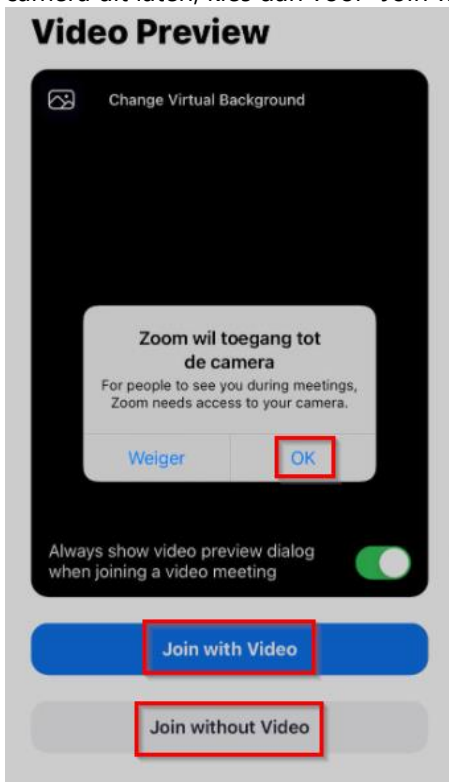 Video Preview
Change Virtual Background
Zoom wil toegang tot
de camera
For people to see you during meetings,
Zoom needs access to your camera.
Weiger
OK
Always show video preview dialog
when joining a video meeting
Join with Video
Join without Video